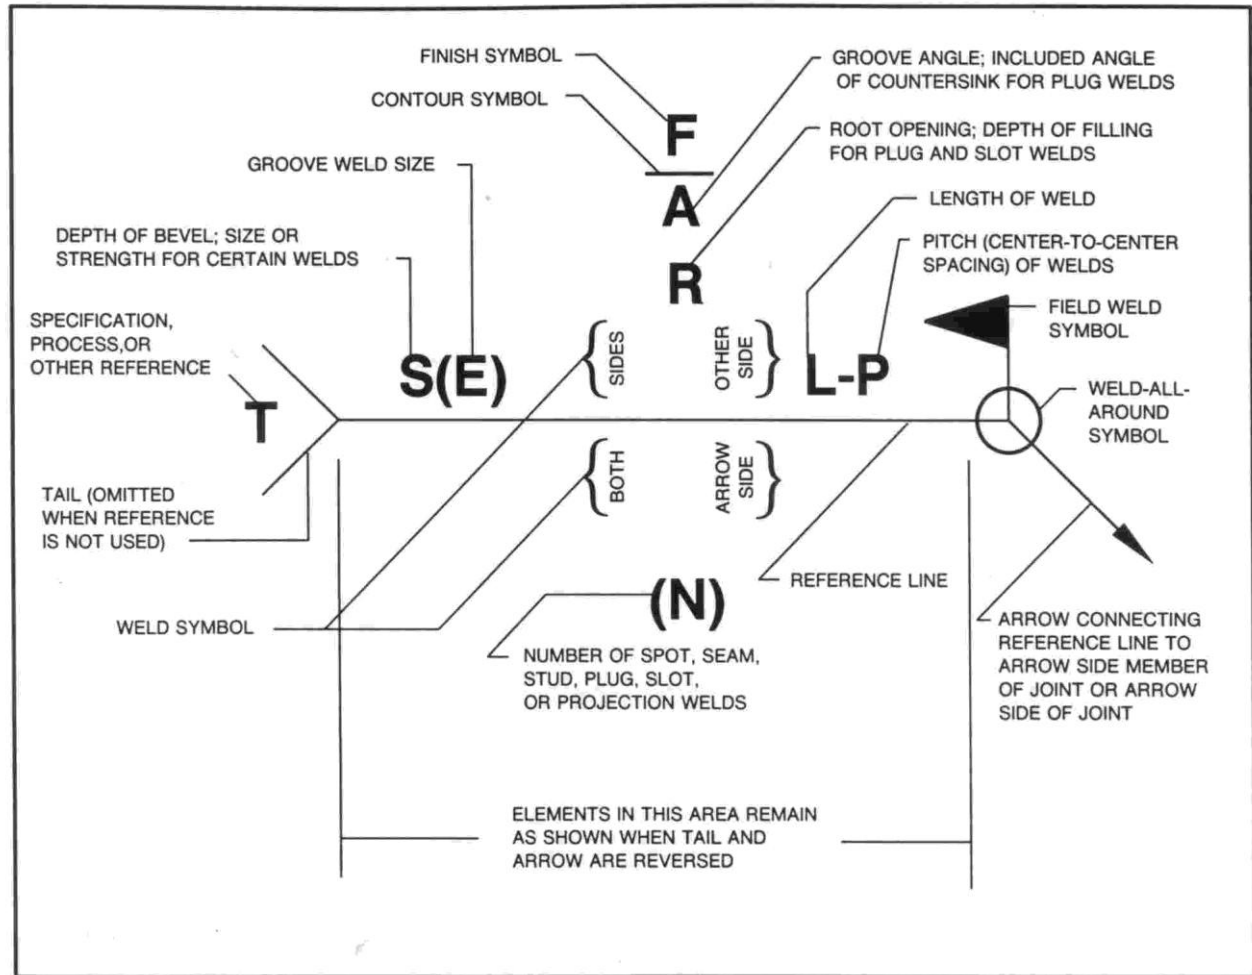 FINISH SYMBOL
CONTOUR SYMBOL
F
A
R
GROOVE ANGLE; INCLUDED ANGLE
OF COUNTERSINK FOR PLUG WELDS
ROOT OPENING; DEPTH OF FILLING
FOR PLUG AND SLOT WELDS
GROOVE WELD SIZE
LENGTH OF WELD
DEPTH OF BEVEL; SIZE OR
STRENGTH FOR CERTAIN WELDS
PITCH (CENTER-TO-CENTER
SPACING) OF WELDS
SPECIFICATION,
PROCESS,OR
OTHER REFERENCE
FIELD WELD
SYMBOL
S(E)
SIDES
OTHER
SIDE
L-P
T
WELD-ALL-
AROUND
SYMBOL
BOTH
ARROW
SIDE
TAIL (OMITTED
WHEN REFERENCE
IS NOT USED)
REFERENCE LINE
WELD SYMBOL
(N)
NUMBER OF SPOT, SEAM,
STUD, PLUG, SLOT,
OR PROJECTION WELDS
ARROW CONNECTING
REFERENCE LINE TO
ARROW SIDE MEMBER
OF JOINT OR ARROW
SIDE OF JOINT
ELEMENTS IN THIS AREA REMAIN
AS SHOWN WHEN TAIL AND
ARROW ARE REVERSED